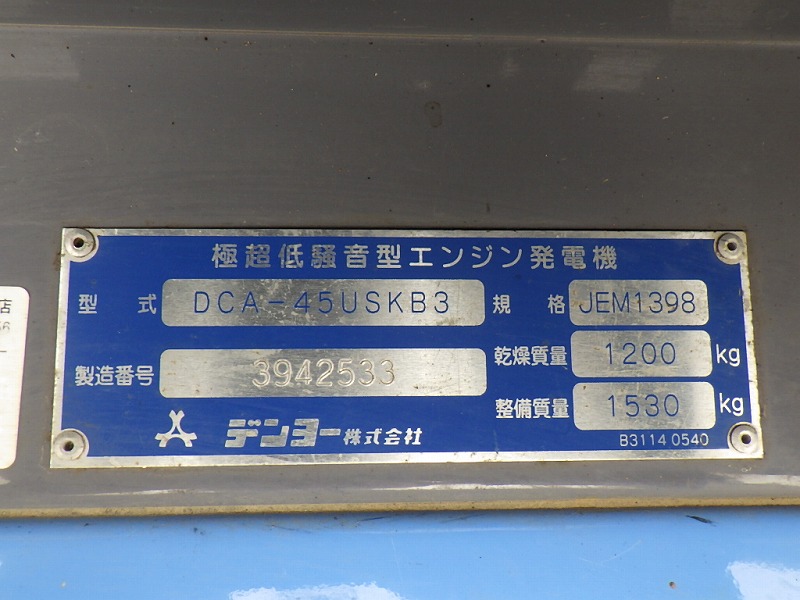 極超低騒音型エンジン発電機
型式 DCA-45USKB3 規格 JEM1398
製造番号 3942533 乾燥質量 1200 kg
整備質量 1530 kg
デンヨー株式会社
B3114 0540
店